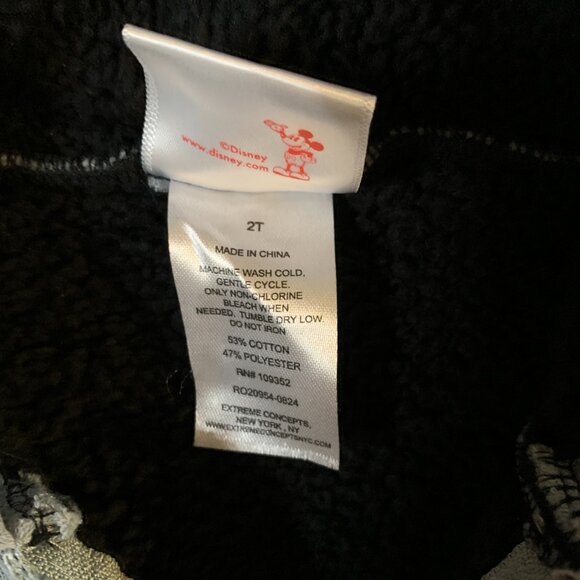 ©Disney
www.disney.com
2T
MADE IN CHINA
MACHINE WASH COLD.
GENTLE CYCLE.
ONLY NON-CHLORINE
BLEACH WHEN
NEEDED. TUMBLE DRY LOW.
DO NOT IRON
53% COTTON
47% POLYESTER
RN# 109352
RO20954-0824
EXTREME CONCEPTS,
NEW YORK , NY
WWW.EXTREMECONCEPTSNYC.COM